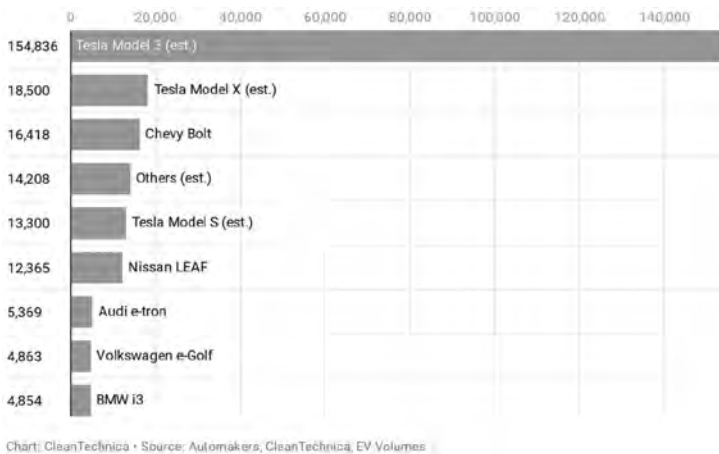 0 20,000 40,000 60,000 80,000 100,000 120,000 140,000
154,836 Tesla Model 3 (est.)
18,500 Tesla Model X (est.)
16,418 Chevy Bolt
14,208 Others (est.)
13,300 Tesla Model S (est.)
12,365 Nissan LEAF
5,369 Audi e-tron
4,863 Volkswagen e-Golf
4,854 BMW i3
Chart: CleanTechnica • Source: Automakers, CleanTechnica, EV Volumes